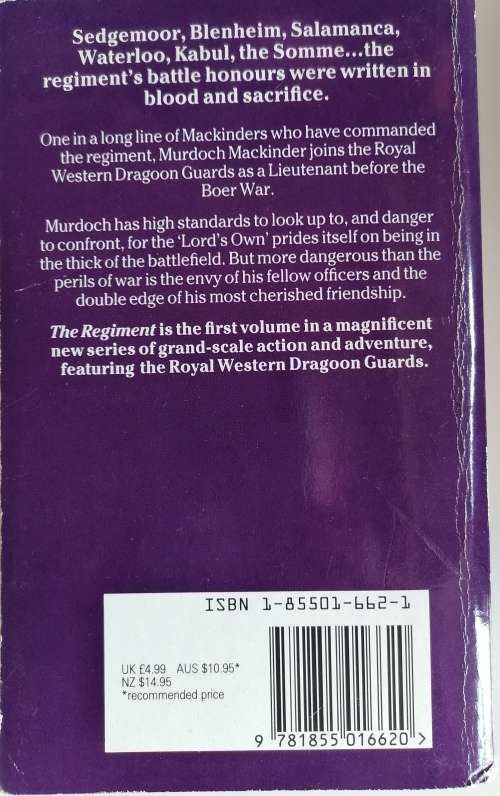 Sedgemoor, Blenheim, Salamanca,
Waterloo, Kabul, the Somme...the
regiment's battle honours were written in
blood and sacrifice.
One in a long line of Mackinders who have commanded
the regiment, Murdoch Mackinder joins the Royal
Western Dragoon Guards as a Lieutenant before the
Boer War.
Murdoch has high standards to look up to, and danger
to confront, for the 'Lord's Own' prides itself on being in
the thick of the battlefield. But more dangerous than the
perils of war is the envy of his fellow officers and the
double edge of his most cherished friendship.
The Regiment is the first volume in a magnificent
new series of grand-scale action and adventure,
featuring the Royal Western Dragoon Guards.
ISBN 1-85501-662-1
UK £4.99 AUS $10.95*
NZ $14.95
*recommended price
9 781855 016620 >